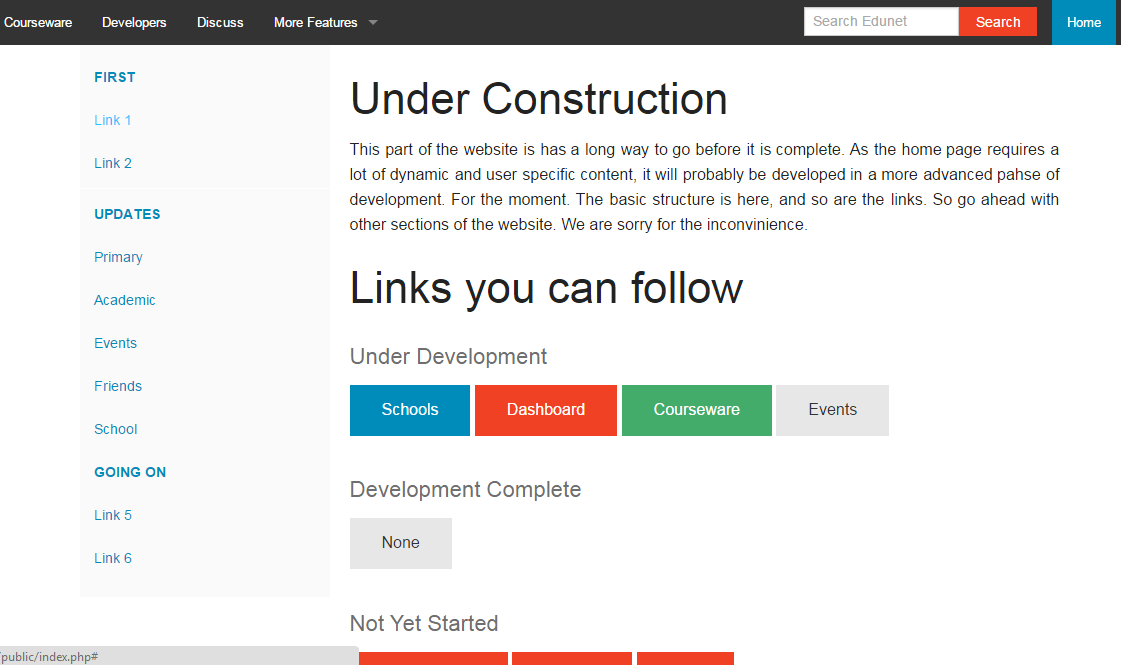 Courseware Developers Discuss More Features Search Edunet Search Home
FIRST
Link 1
Link 2
UPDATES
Primary
Academic
Events
Friends
School
GOING ON
Link 5
Link 6
Under Construction
This part of the website is has a long way to go before it is complete. As the home page requires a
lot of dynamic and user specific content, it will probably be developed in a more advanced pahse of
development. For the moment. The basic structure is here, and so are the links. So go ahead with
other sections of the website. We are sorry for the inconvinience.
Links you can follow
Under Development
Schools Dashboard Courseware Events
Development Complete
None
Not Yet Started
/public/index.php#